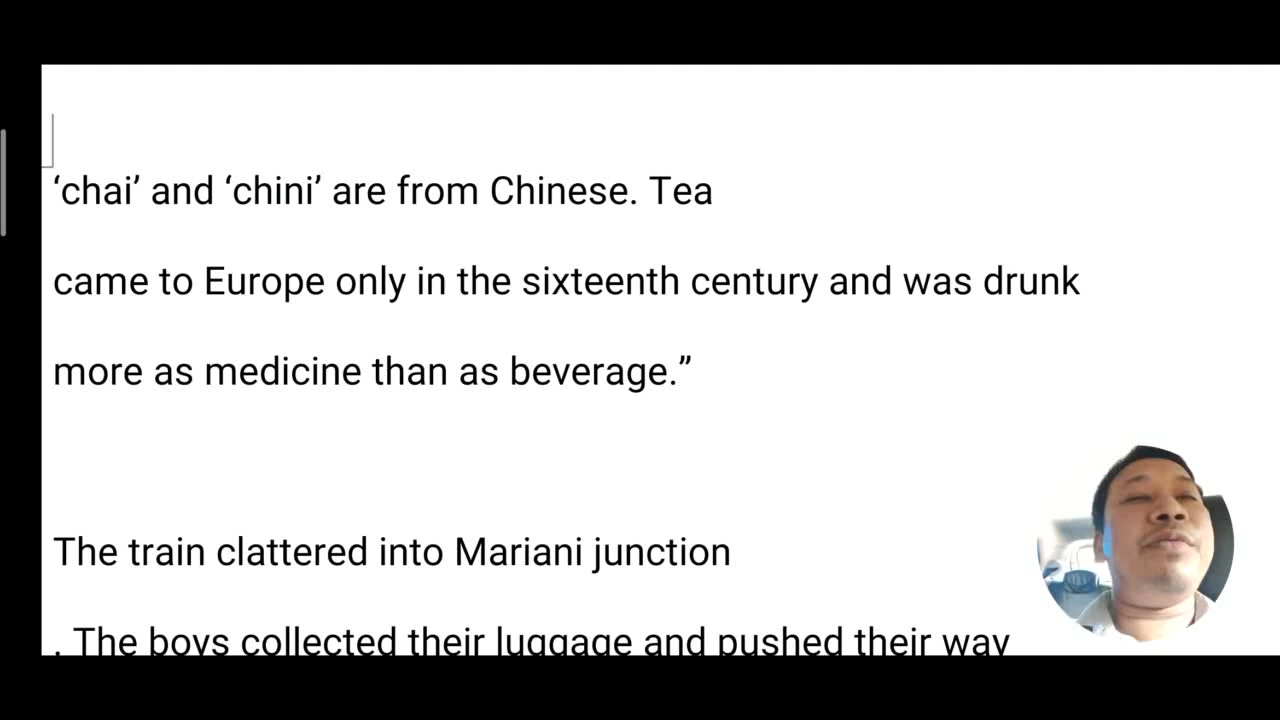 ‘chai’ and ‘chini’ are from Chinese. Tea
came to Europe only in the sixteenth century and was drunk
more as medicine than as beverage.”
The train clattered into Mariani junction
. The boys collected their luggage and pushed their way